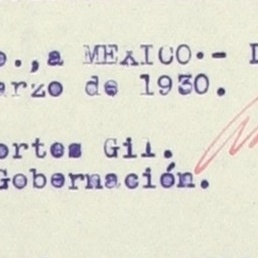 o., a MEXICO.- D
arzo de 1930.
ortes Gil.
Gobernación.